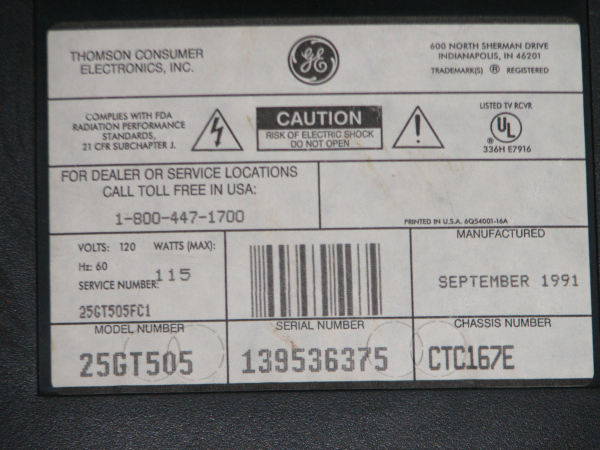 THOMSON CONSUMER
ELECTRONICS, INC.
GE
600 NORTH SHERMAN DRIVE
INDIANAPOLIS, IN 46201
TRADEMARK(S) ® REGISTERED
COMPLIES WITH FDA
RADIATION PERFORMANCE
STANDARDS,
21 CFR SUBCHAPTER J.
CAUTION
RISK OF ELECTRIC SHOCK
DO NOT OPEN
!
LISTED TV RCVR
UL
®
336H E7916
FOR DEALER OR SERVICE LOCATIONS
CALL TOLL FREE IN USA:
1-800-447-1700
PRINTED IN U.S.A. 6Q54001-16A
VOLTS: 120 WATTS (MAX):
Hz: 60
115
SERVICE NUMBER:
25GT505FC1
MANUFACTURED
SEPTEMBER 1991
MODEL NUMBER
25GT505
SERIAL NUMBER
139536375
CHASSIS NUMBER
CTC167E